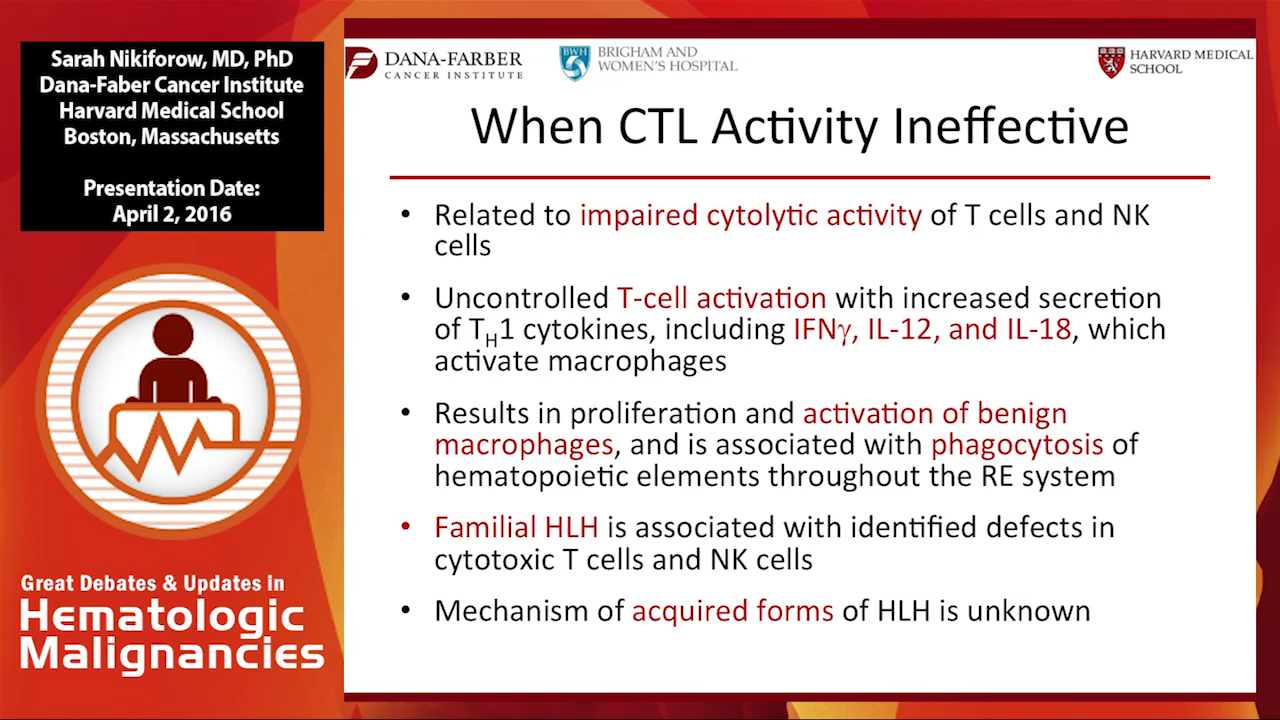 Sarah Nikiforow, MD, PhD
Dana-Faber Cancer Institute
Harvard Medical School
Boston, Massachusetts
Presentation Date:
April 2, 2016
Great Debates & Updates in
Hematologic
Malignancies
DANA-FARBER
CANCER INSTITUTE
BWH
BRIGHAM AND
WOMEN'S HOSPITAL
HARVARD MEDICAL
SCHOOL
When CTL Activity Ineffective
• Related to impaired cytolytic activity of T cells and NK
cells
• Uncontrolled T-cell activation with increased secretion
of TH1 cytokines, including IFNγ, IL-12, and IL-18, which
activate macrophages
• Results in proliferation and activation of benign
macrophages, and is associated with phagocytosis of
hematopoietic elements throughout the RE system
• Familial HLH is associated with identified defects in
cytotoxic T cells and NK cells
• Mechanism of acquired forms of HLH is unknown